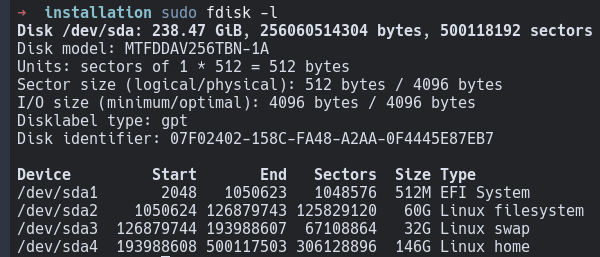 → installation sudo fdisk -l
Disk /dev/sda: 238.47 GiB, 256060514304 bytes, 500118192 sectors
Disk model: MTFDDAV256TBN-1A
Units: sectors of 1 * 512 = 512 bytes
Sector size (logical/physical): 512 bytes / 4096 bytes
I/O size (minimum/optimal): 4096 bytes / 4096 bytes
Disklabel type: gpt
Disk identifier: 07F02402-158C-FA48-A2AA-0F4445E87EB7
Device Start End Sectors Size Type
/dev/sda1 2048 1050623 1048576 512M EFI System
/dev/sda2 1050624 126879743 125829120 60G Linux filesystem
/dev/sda3 126879744 193988607 67108864 32G Linux swap
/dev/sda4 193988608 500117503 306128896 146G Linux home